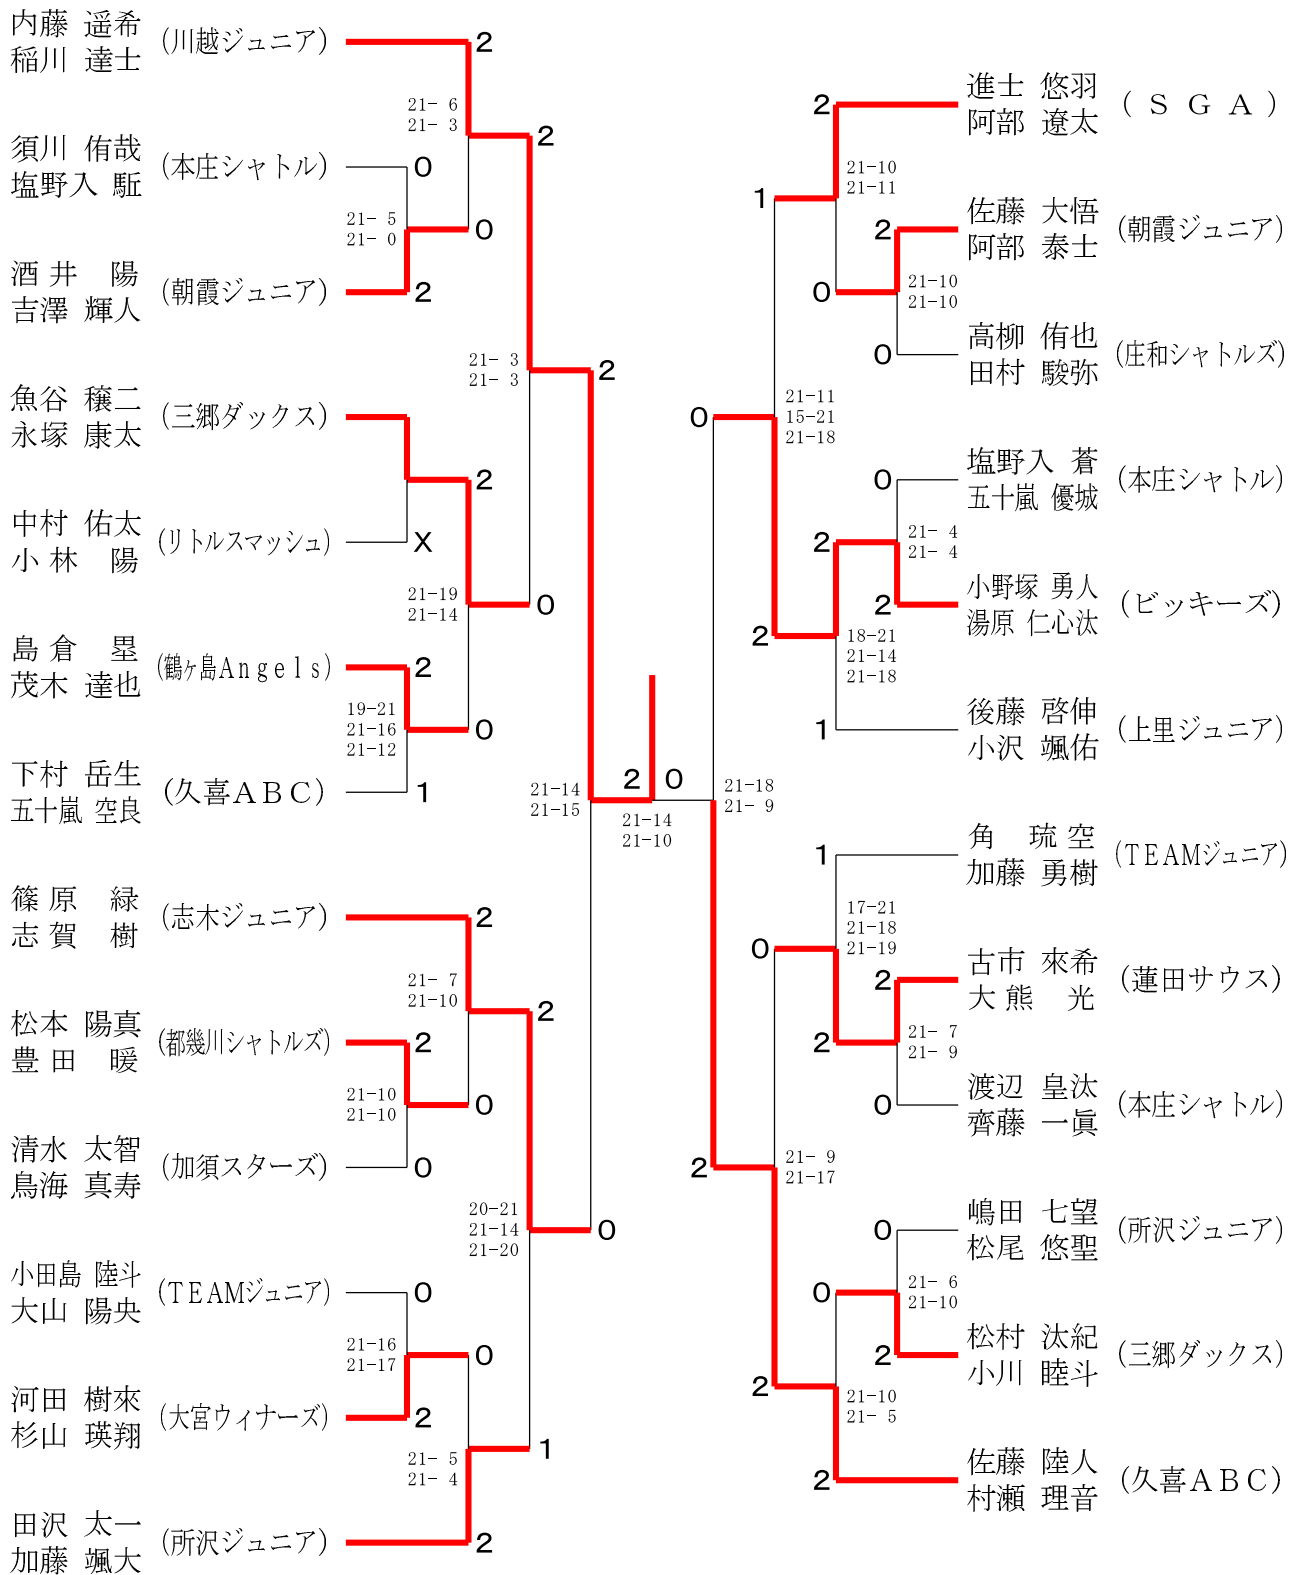 内藤 遥希
稲川 達士
(川越ジュニア)
2
21- 6
21- 3
2
須川 侑哉
塩野入 駈
(本庄シャトル)
0
21- 5
21- 0
0
酒井 陽
吉澤 輝人
(朝霞ジュニア)
2
21- 3
21- 3
2
魚谷 穣二
永塚 康太
(三郷ダックス)
2
中村 佑太
小林 陽
(リトルスマッシュ)
X
21-19
21-14
0
島倉 塁
茂木 達也
(鶴ヶ島Angels)
2
19-21
21-16
21-12
0
下村 岳生
五十嵐 空良
(久喜ABC)
1
21-14
21-15
篠原 緑
志賀 樹
(志木ジュニア)
2
21- 7
21-10
2
松本 陽真
豊田 暖
(都幾川シャトルズ)
2
21-10
21-10
0
清水 太智
鳥海 真寿
(加須スターズ)
0
20-21
21-14
21-20
0
小田島 陸斗
大山 陽央
(TEAMジュニア)
0
21-16
21-17
0
河田 樹來
杉山 瑛翔
(大宮ウィナーズ)
2
21- 5
21- 4
1
田沢 太一
加藤 颯大
(所沢ジュニア)
2
2
0
21-14
21-10
進士 悠羽
阿部 遼太
(SGA)
2
21-10
21-11
1
佐藤 大悟
阿部 泰士
(朝霞ジュニア)
2
21-10
21-10
0
高柳 侑也
田村 駿弥
(庄和シャトルズ)
0
21-11
15-21
21-18
0
塩野入 蒼
五十嵐 優城
(本庄シャトル)
0
21- 4
21- 4
2
小野塚 勇人
湯原 仁心汰
(ビッキーズ)
2
2
18-21
21-14
21-18
後藤 啓伸
小沢 颯佑
(上里ジュニア)
1
21-18
21- 9
角 琉空
加藤 勇樹
(TEAMジュニア)
1
17-21
21-18
21-19
0
古市 來希
大熊 光
(蓮田サウス)
2
21- 7
21- 9
2
渡辺 皇汰
齊藤 一眞
(本庄シャトル)
0
21- 9
21-17
2
嶋田 七望
松尾 悠聖
(所沢ジュニア)
0
21- 6
21-10
0
松村 汰紀
小川 睦斗
(三郷ダックス)
2
2
21-10
21- 5
佐藤 陸人
村瀬 理音
(久喜ABC)
2